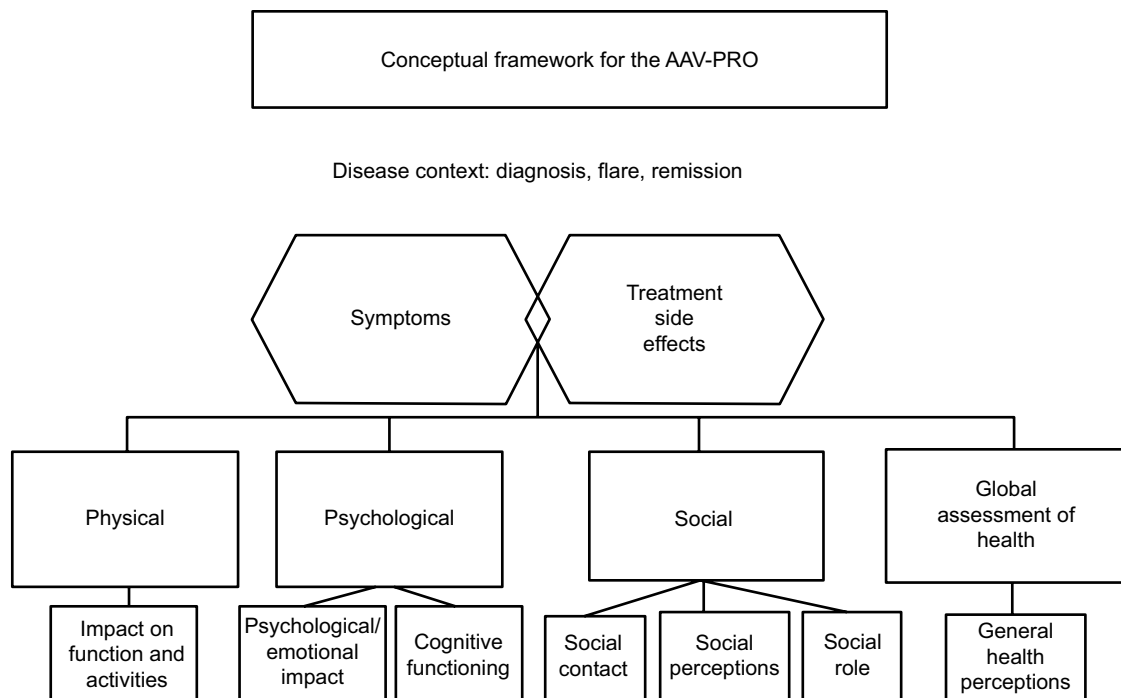 Conceptual framework for the AAV-PRO
Disease context: diagnosis, flare, remission
Symptoms
Treatment
side
effects
Physical
Psychological
Social
Global
assessment of
health
Impact on
function and
activities
Psychological/
emotional
impact
Cognitive
functioning
Social
contact
Social
perceptions
Social
role
General
health
perceptions